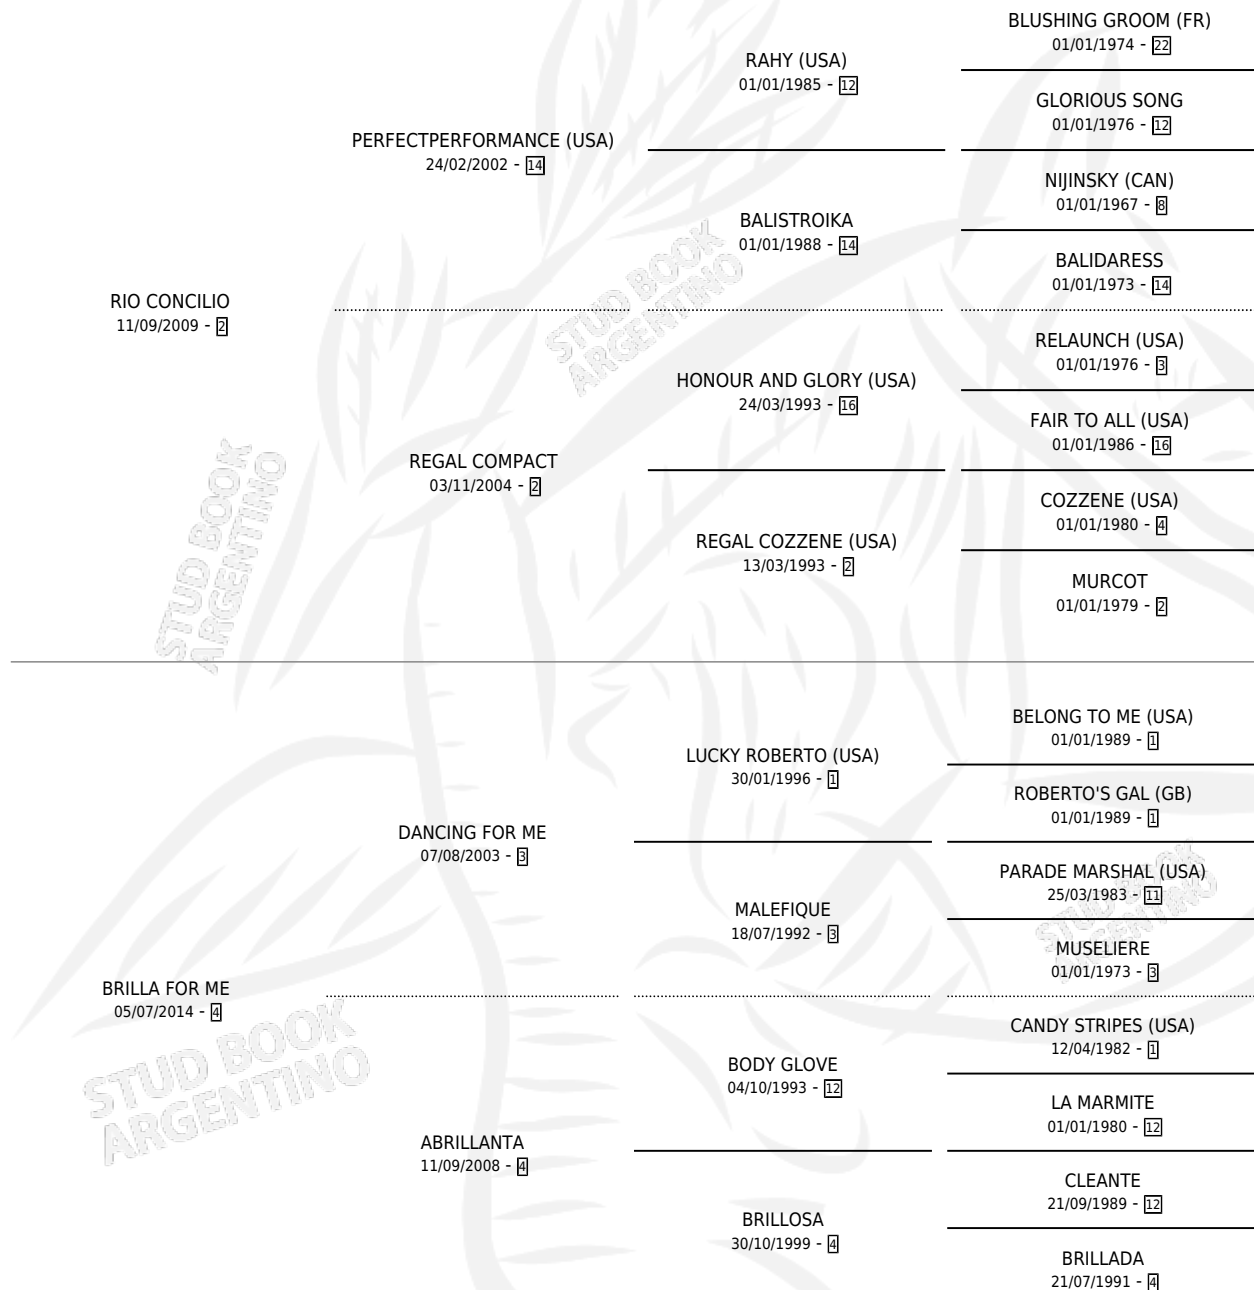 BLUSHING GROOM (FR)
01/01/1974 - 22
RAHY (USA)
01/01/1985 - 12
GLORIOUS SONG
01/01/1976 - 12
PERFECTPERFORMANCE (USA)
24/02/2002 - 14
NIJINSKY (CAN)
01/01/1967 - 8
BALISTROIKA
01/01/1988 - 14
BALIDARESS
01/01/1973 - 14
RIO CONCILIO
11/09/2009 - 2
RELAUNCH (USA)
01/01/1976 - 3
HONOUR AND GLORY (USA)
24/03/1993 - 16
FAIR TO ALL (USA)
01/01/1986 - 16
REGAL COMPACT
03/11/2004 - 2
COZZENE (USA)
01/01/1980 - 4
REGAL COZZENE (USA)
13/03/1993 - 2
MURCOT
01/01/1979 - 2
BELONG TO ME (USA)
01/01/1989 - 1
LUCKY ROBERTO (USA)
30/01/1996 - 1
ROBERTO'S GAL (GB)
01/01/1989 - 1
DANCING FOR ME
07/08/2003 - 3
PARADE MARSHAL (USA)
25/03/1983 - 11
MALEFIQUE
18/07/1992 - 3
MUSELIERE
01/01/1973 - 3
BRILLA FOR ME
05/07/2014 - 4
CANDY STRIPES (USA)
12/04/1982 - 1
BODY GLOVE
04/10/1993 - 12
LA MARMITE
01/01/1980 - 12
ABRILLANTA
11/09/2008 - 4
CLEANTE
21/09/1989 - 12
BRILLOSA
30/10/1999 - 4
BRILLADA
21/07/1991 - 4
STUD BOOK
ARGENTINO
STUD BOOK
ARGENTINO
STUD BOOK
ARGENTINO
STUD BOOK
ARGENTINO